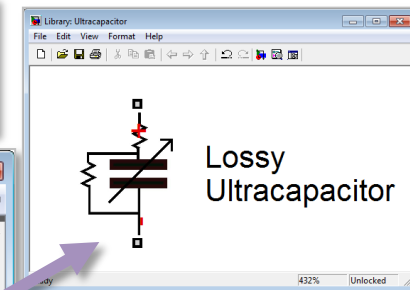 Library: Ultracapacitor
File Edit View Format Help
Lossy
Ultracapacitor
432% Unlocked